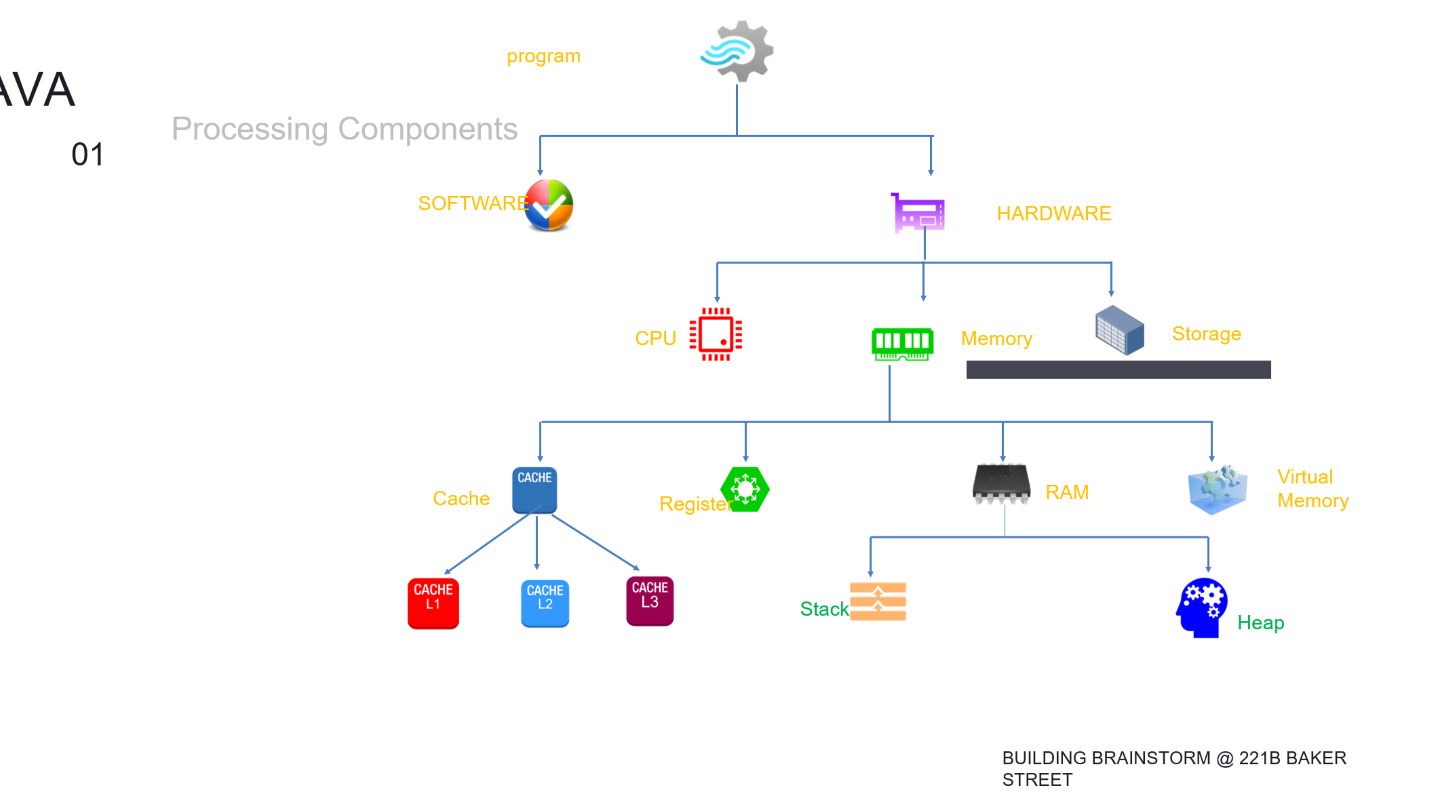 program
AVA
Processing Components
01
SOFTWARE
HARDWARE
CPU
Memory
Storage
CACHE
Cache
Register
RAM
Virtual
Memory
CACHE
L1
CACHE
L2
CACHE
L3
Stack
Heap
BUILDING BRAINSTORM @ 221B BAKER
STREET